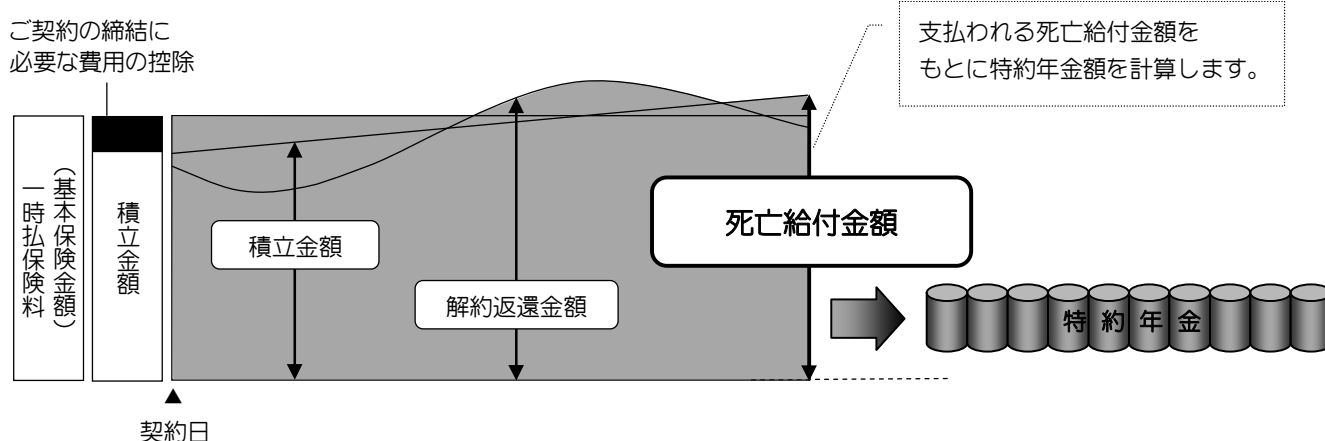 ご契約の締結に
必要な費用の控除
支払われる死亡給付金額を
もとに特約年金額を計算します。
一時払保険料
（基本保険金額）
積立金額
積立金額
解約返還金額
死亡給付金額
特約年金
▲
契約日